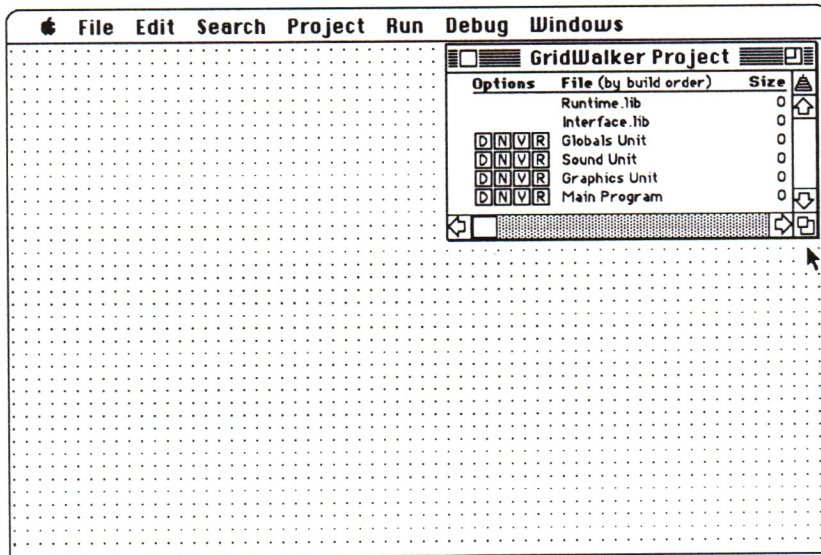 File Edit Search Project Run Debug Windows
GridWalker Project
Options File (by build order) Size
Runtime.lib 0
Interface.lib 0
D N V R Globals Unit 0
D N V R Sound Unit 0
D N V R Graphics Unit 0
D N V R Main Program 0